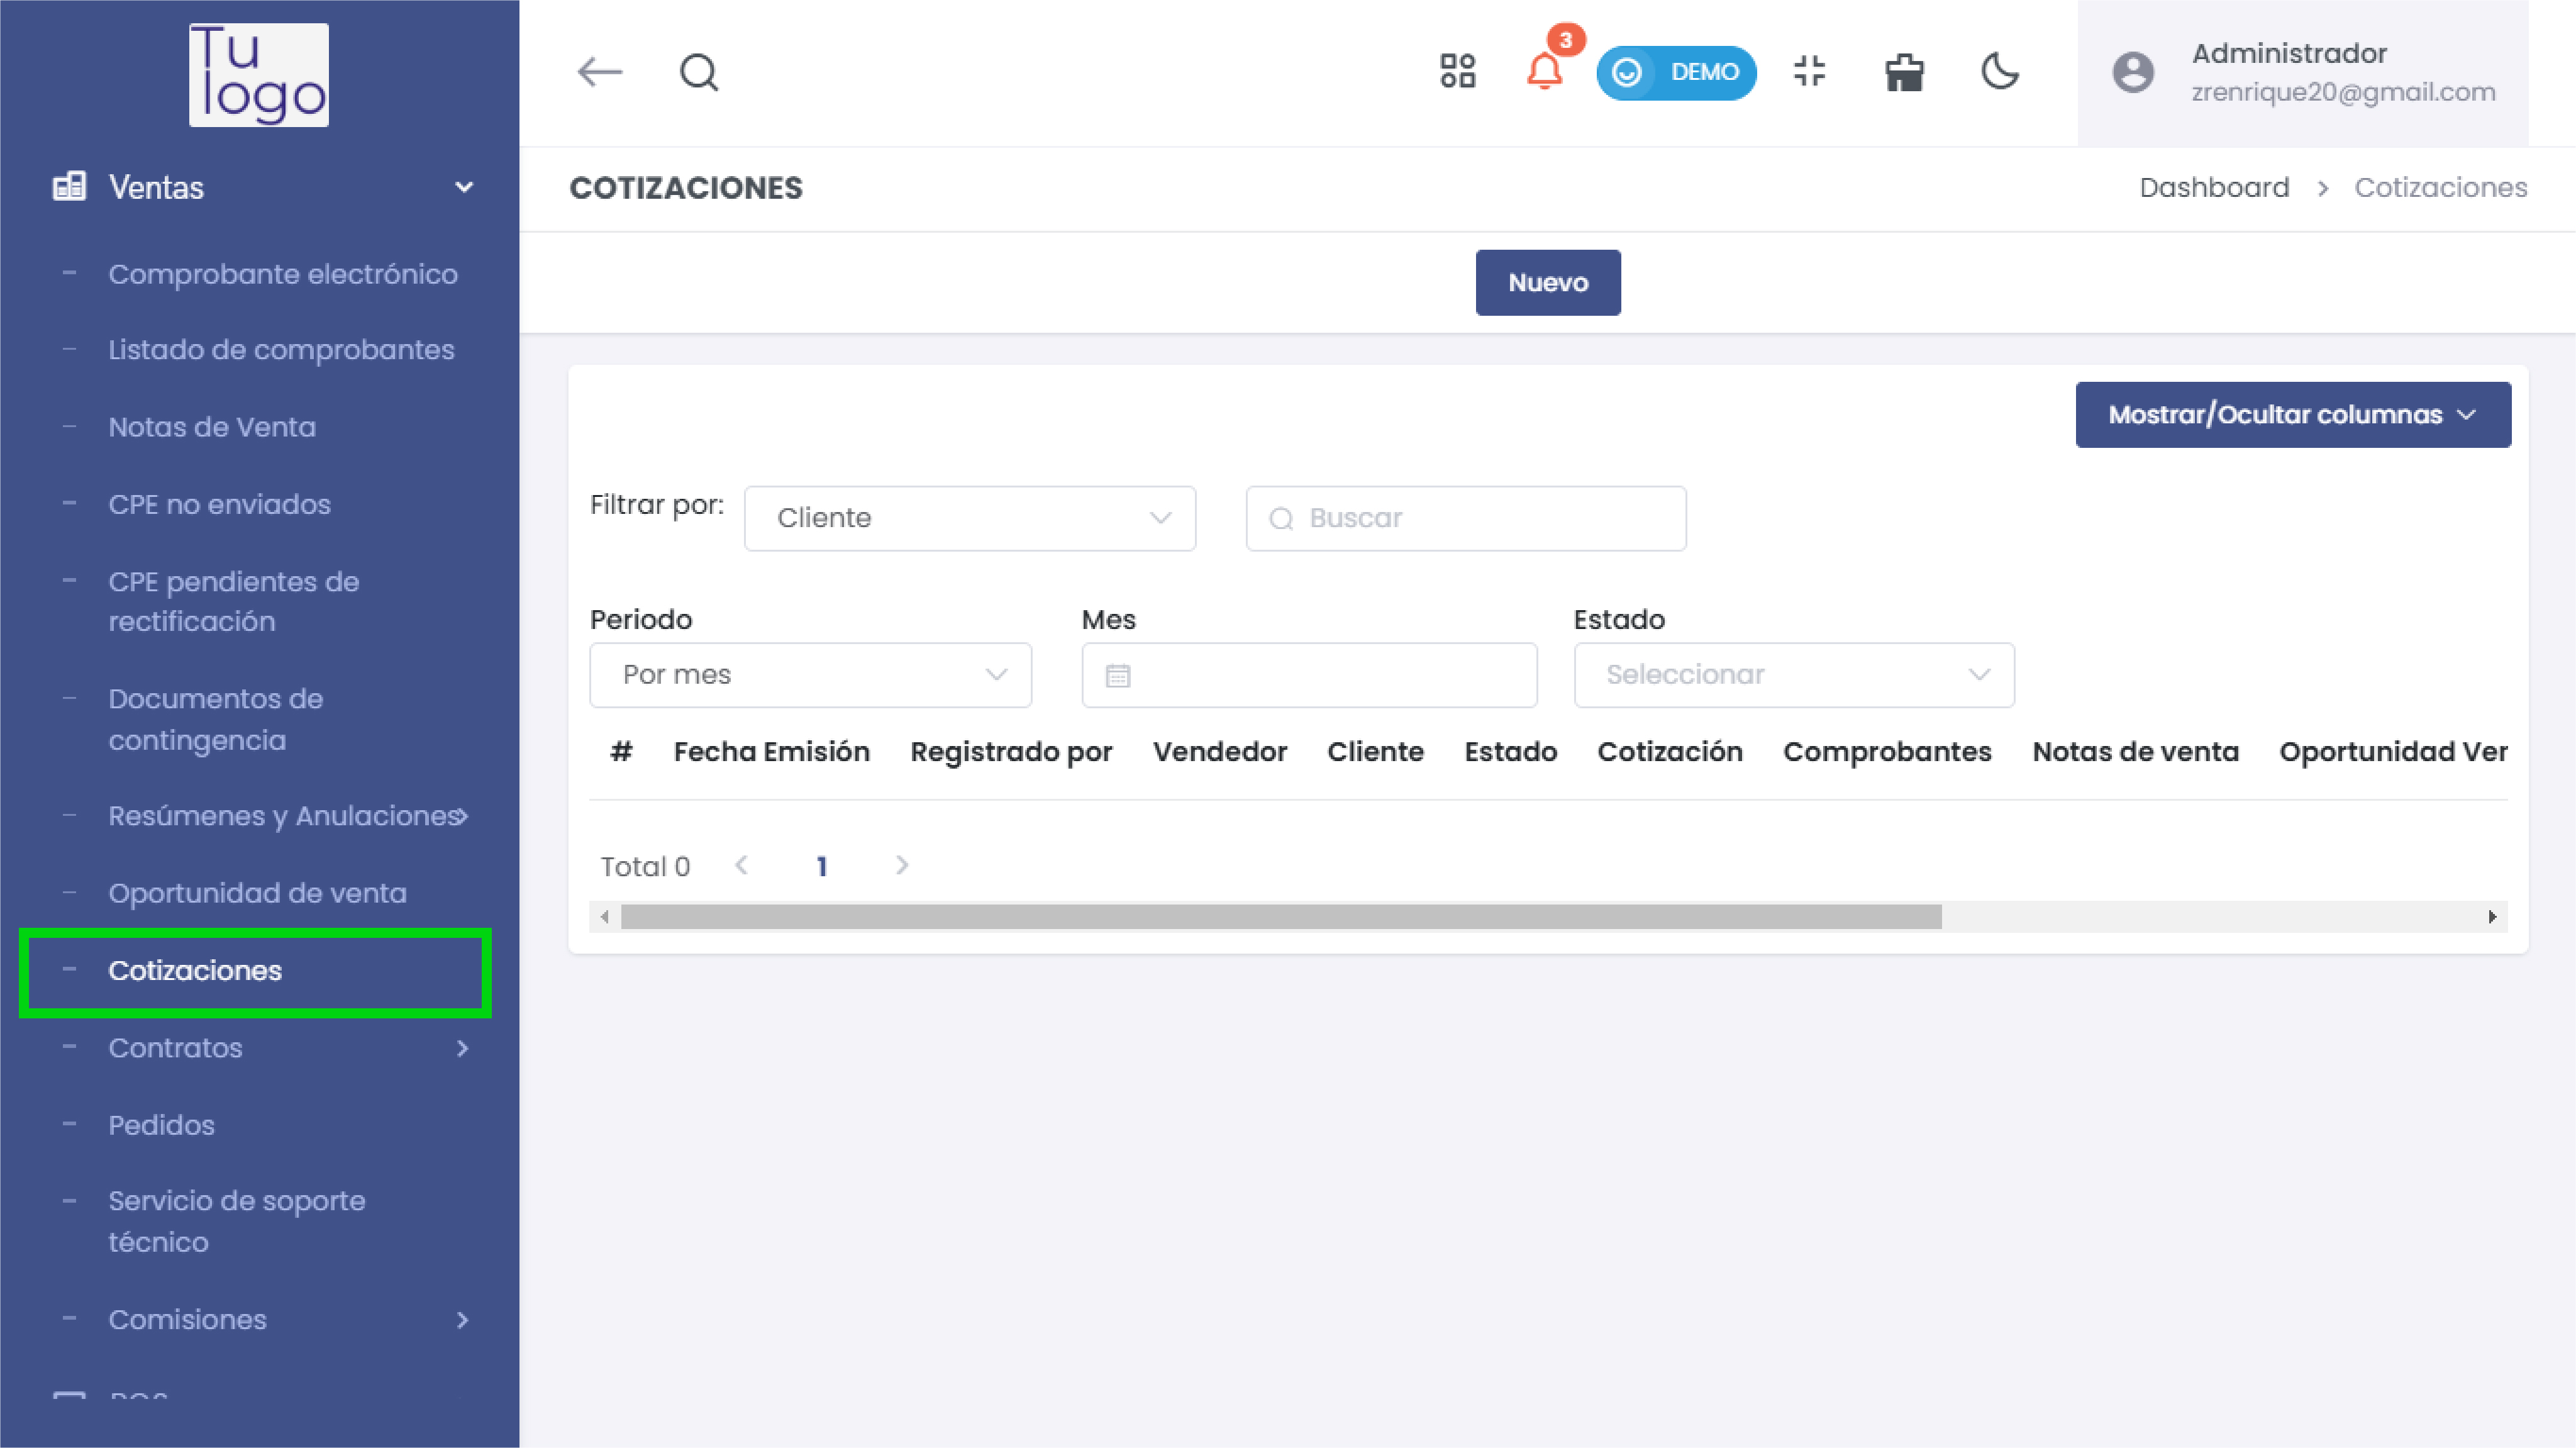 Tu
logo
Ventas
Comprobante electrónico
Listado de comprobantes
Notas de Venta
CPE no enviados
CPE pendientes de
rectificación
Documentos de
contingencia
Resúmenes y Anulaciones
Oportunidad de venta
Cotizaciones
Contratos
Pedidos
Servicio de soporte
técnico
Comisiones
3
DEMO
Administrador
zrenrique20@gmail.com
COTIZACIONES
Dashboard > Cotizaciones
Nuevo
Mostrar/Ocultar columnas
Filtrar por: Cliente Buscar
Periodo Mes Estado
Por mes Seleccionar
# Fecha Emisión Registrado por Vendedor Cliente Estado Cotización Comprobantes Notas de venta Oportunidad Ver
Total 0 < 1 >